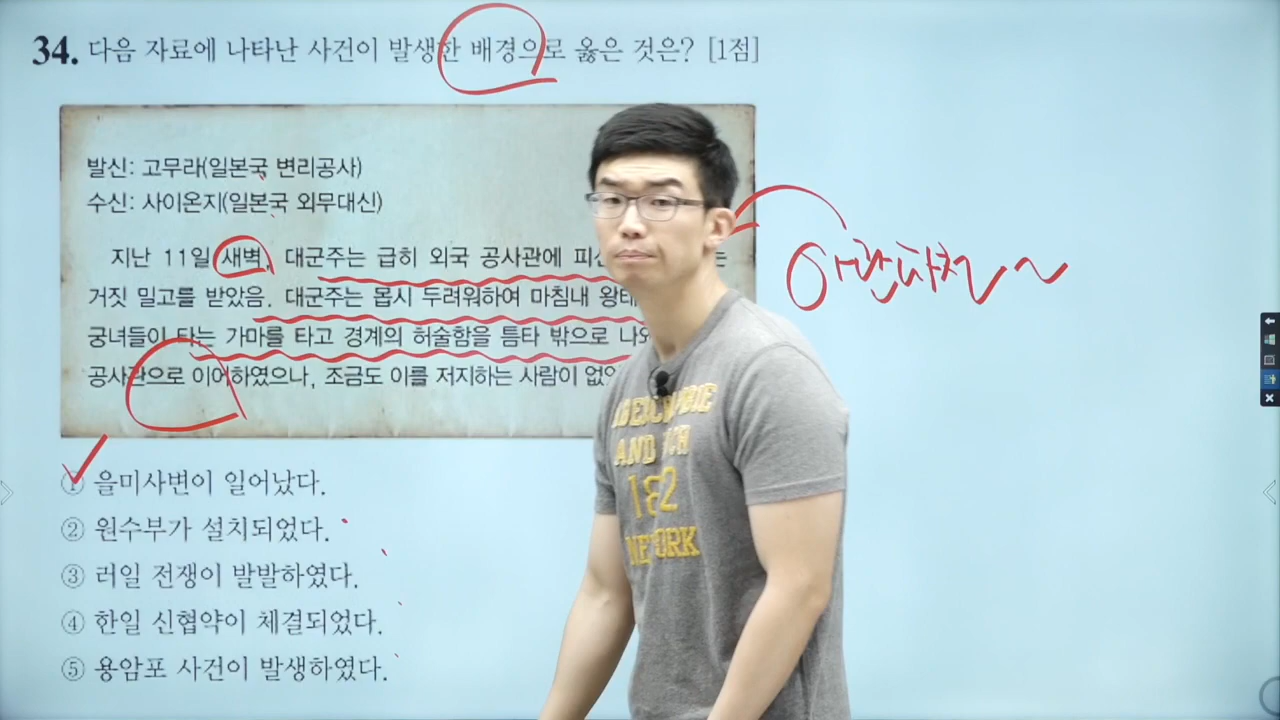 34. 다음 자료에 나타난 사건이 발생한 배경으로 옳은 것은? [1점]
발신: 고무라(일본국 변리공사)
수신: 사이온지(일본국 외무대신)
지난 11일 새벽, 대군주는 급히 외국 공사관에 피신 는
거짓 밀고를 받았음. 대군주는 몹시 두려워하여 마침내
궁녀들이 타는 가마를 타고 경계의 허술함을 틈타 밖으로
공사관으로 이어하였으나, 조금도 이를 저지하는 사람이
아관파천
① 을미사변이 일어났다.
② 원수부가 설치되었다.
③ 러일 전쟁이 발발하였다.
④ 한일 신협약이 체결되었다.
⑤ 용암포 사건이 발생하였다.
AND
NEW YORK